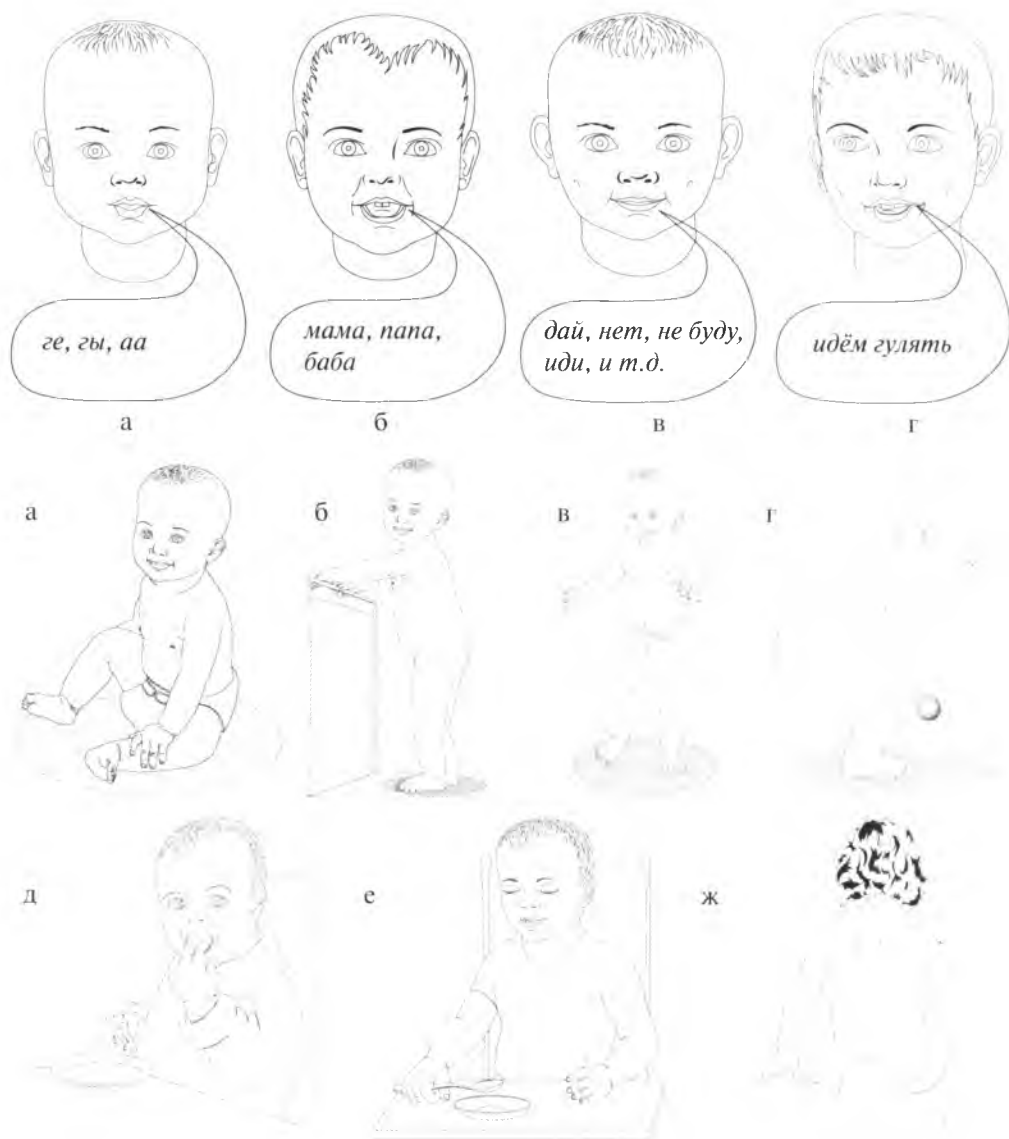 ге, гы, аа
мама, папа,
баба
дай, нет, не буду,
иди, и т.д.
идём гулять
а
б
в
г
а
б
в
г
д
е
ж